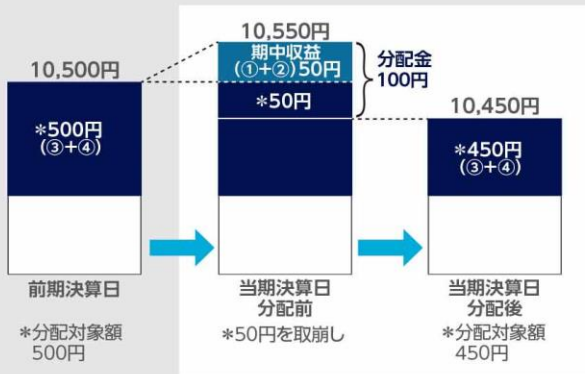 10,500円
*500円
(③+④)
前期決算日
*分配対象額
500円
10,550円
期中収益
(①+②)50円
*50円
分配金
100円
当期決算日
分配前
*50円を取崩し
10,450円
*450円
(③+④)
当期決算日
分配後
*分配対象額
450円